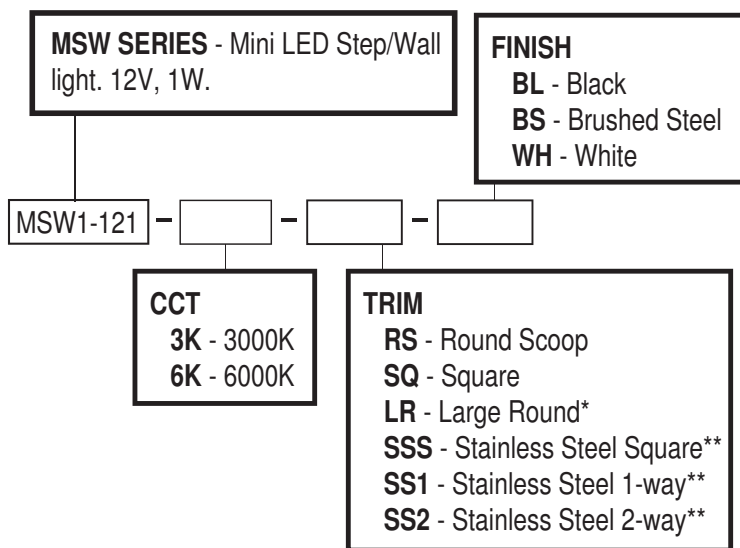 MSW SERIES - Mini LED Step/Wall
light. 12V, 1W.
FINISH
BL - Black
BS - Brushed Steel
WH - White
MSW1-121 - - -
CCT
3K - 3000K
6K - 6000K
TRIM
RS - Round Scoop
SQ - Square
LR - Large Round*
SSS - Stainless Steel Square**
SS1 - Stainless Steel 1-way**
SS2 - Stainless Steel 2-way**